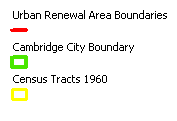 Urban Renewal Area Boundaries
Cambridge City Boundary
Census Tracts 1960